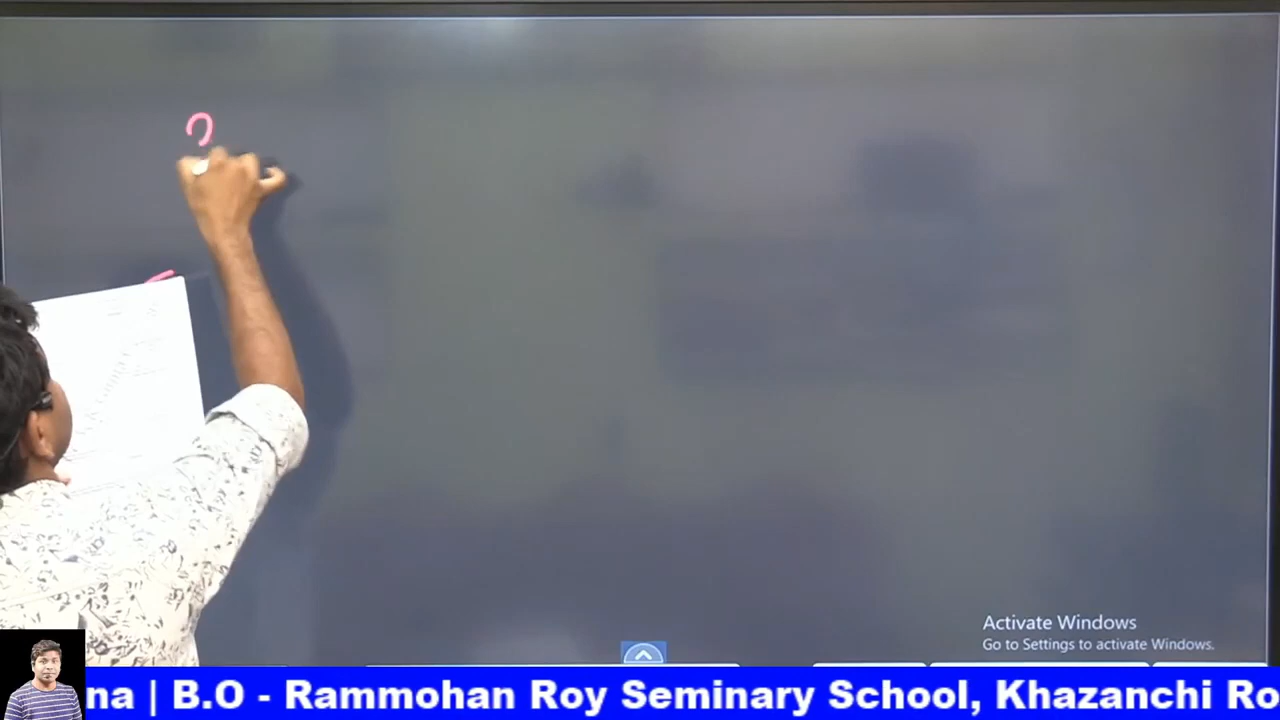 Activate Windows
Go to Settings to activate Windows.
na | B.O - Rammohan Roy Seminary School, Khazanchi Ro